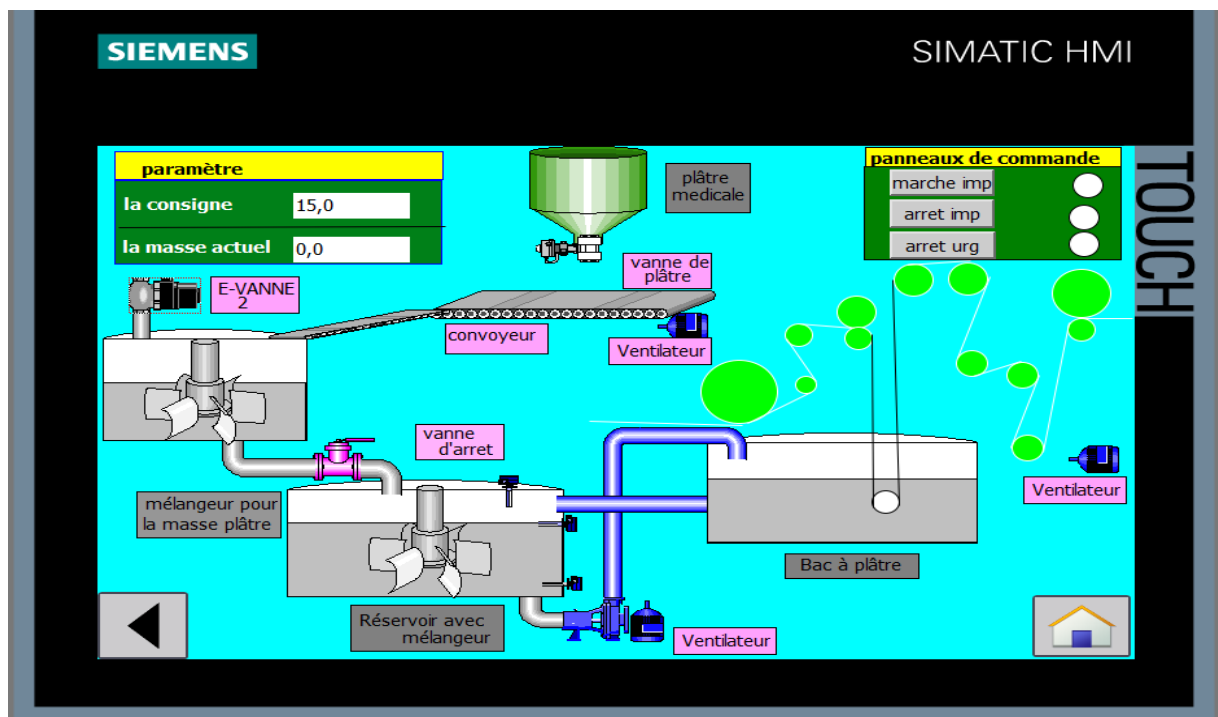 SIEMENS
SIMATIC HMI
TOUCH
paramètre
la consigne
15,0
la masse actuel
0,0
plâtre
medicale
panneaux de commande
marche imp
arret imp
arret urg
vanne de
plâtre
E-VANNE
2
convoyeur
Ventilateur
vanne
d'arret
mélangeur pour
la masse plâtre
Ventilateur
Bac à plâtre
Réservoir avec
mélangeur
Ventilateur